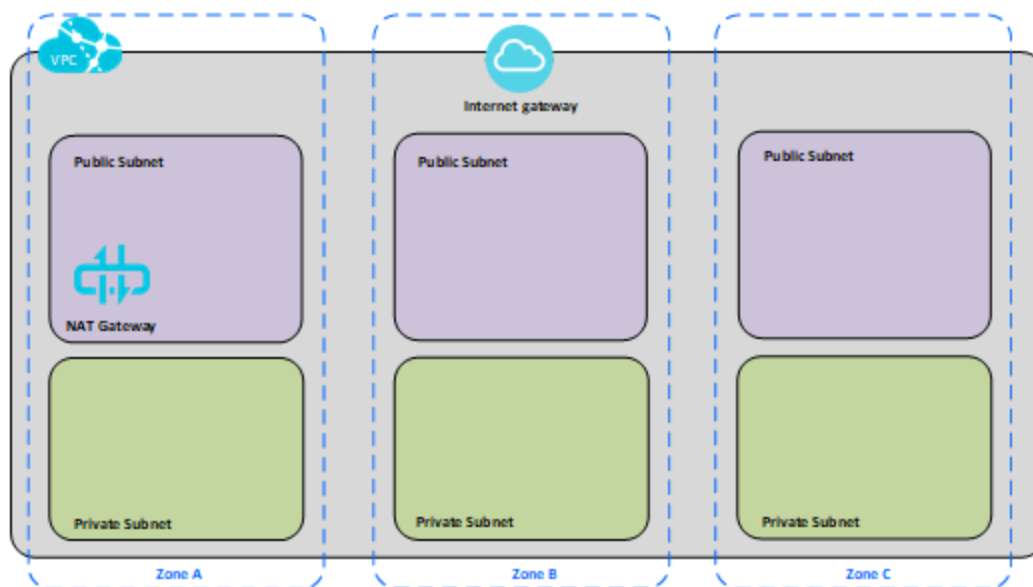 VPC
Internet gateway
Public Subnet
Public Subnet
Public Subnet
NAT Gateway
Private Subnet
Private Subnet
Private Subnet
Zone A
Zone B
Zone C